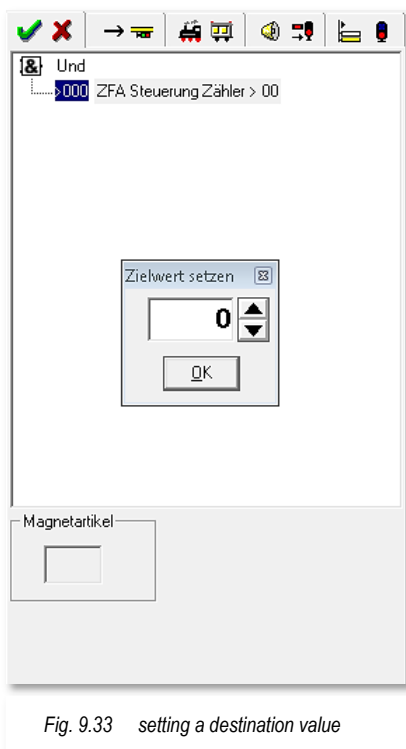 & Und
>000 ZFA Steuerung Zähler > 00
Zielwert setzen
0
OK
Magnetartikel
Fig. 9.33 setting a destination value